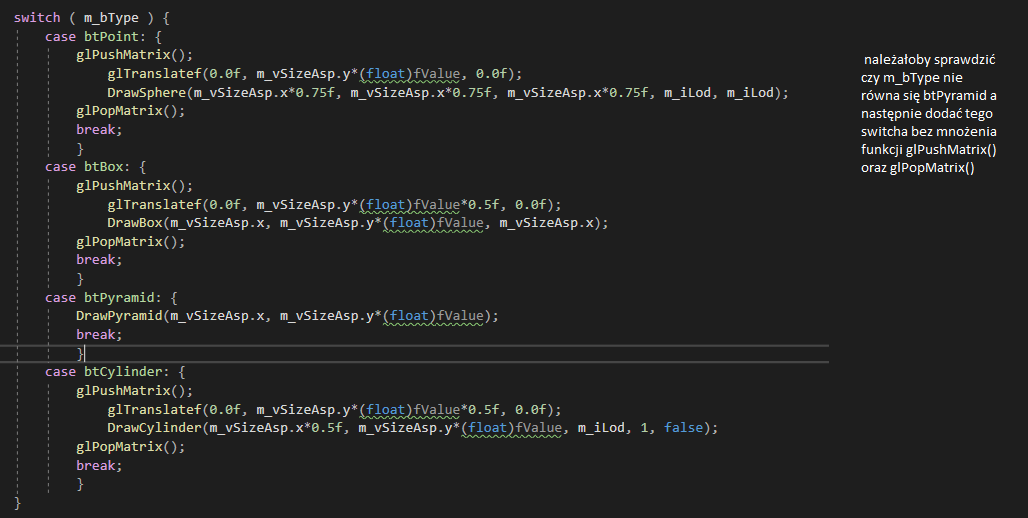 switch ( m_bType ) {
    case btPoint: {
        glPushMatrix();
            glTranslatef(0.0f, m_vSizeAsp.y*(float)fValue, 0.0f);
            DrawSphere(m_vSizeAsp.x*0.75f, m_vSizeAsp.x*0.75f, m_vSizeAsp.x*0.75f, m_iLod, m_iLod);
        glPopMatrix();
        break;
        }
    case btBox: {
        glPushMatrix();
            glTranslatef(0.0f, m_vSizeAsp.y*(float)fValue*0.5f, 0.0f);
            DrawBox(m_vSizeAsp.x, m_vSizeAsp.y*(float)fValue, m_vSizeAsp.x);
        glPopMatrix();
        break;
        }
    case btPyramid: {
        DrawPyramid(m_vSizeAsp.x, m_vSizeAsp.y*(float)fValue);
        break;
        }
    case btCylinder: {
        glPushMatrix();
            glTranslatef(0.0f, m_vSizeAsp.y*(float)fValue*0.5f, 0.0f);
            DrawCylinder(m_vSizeAsp.x*0.5f, m_vSizeAsp.y*(float)fValue, m_iLod, 1, false);
        glPopMatrix();
        break;
        }
}
należałoby sprawdzić
czy m_bType nie
równa się btPyramid a
następnie dodać tego
switcha bez mnożenia
funkcji glPushMatrix()
oraz glPopMatrix()